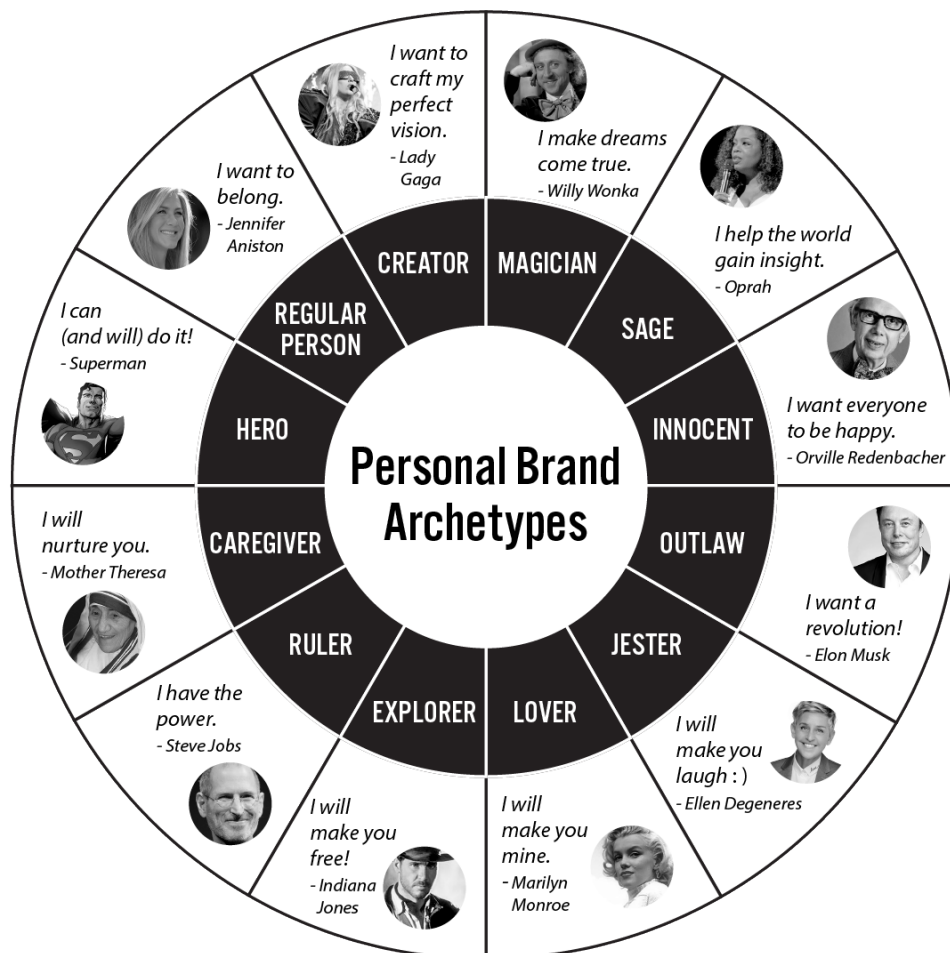 Personal Brand
Archetypes
CREATOR
I want to
craft my
perfect
vision.
- Lady
Gaga
MAGICIAN
I make dreams
come true.
- Willy Wonka
SAGE
I help the world
gain insight.
- Oprah
INNOCENT
I want everyone
to be happy.
- Orville Redenbacher
OUTLAW
I want a
revolution!
- Elon Musk
JESTER
I will
make you
laugh : )
- Ellen Degeneres
LOVER
I will
make you
mine.
- Marilyn
Monroe
EXPLORER
I will
make you
free!
- Indiana
Jones
RULER
I have the
power.
- Steve Jobs
CAREGIVER
I will
nurture you.
- Mother Theresa
HERO
I can
(and will) do it!
- Superman
REGULAR
PERSON
I want to
belong.
- Jennifer
Aniston